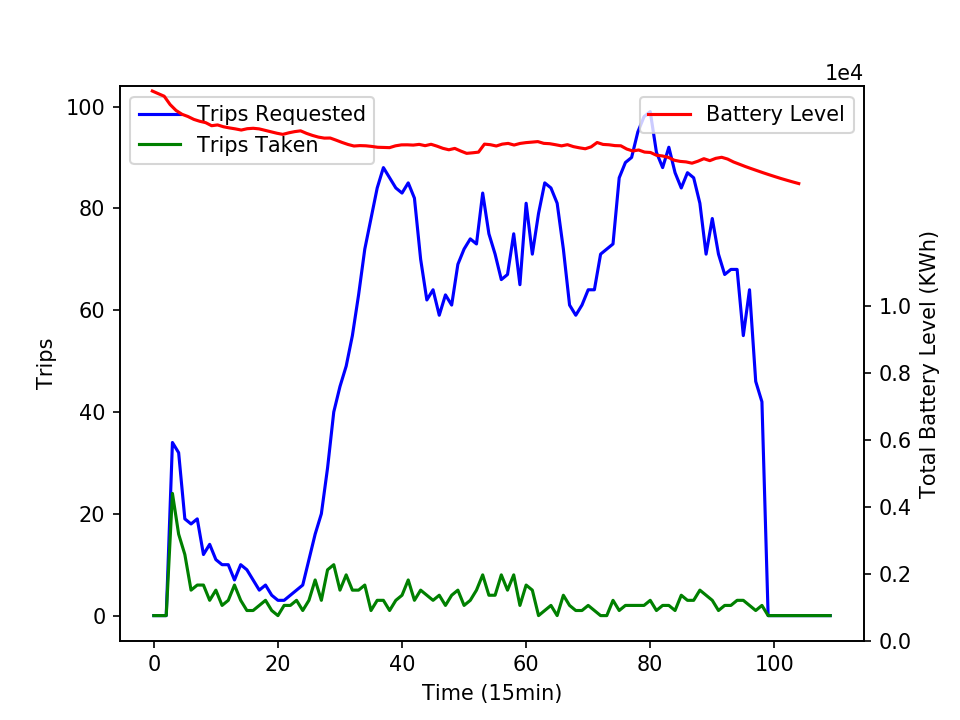 1e4
Trips Requested
Trips Taken
Battery Level
100
80
60
40
20
0
Trips
1.0
0.8
0.6
0.4
0.2
0.0
Total Battery Level (KWh)
0 20 40 60 80 100
Time (15min)